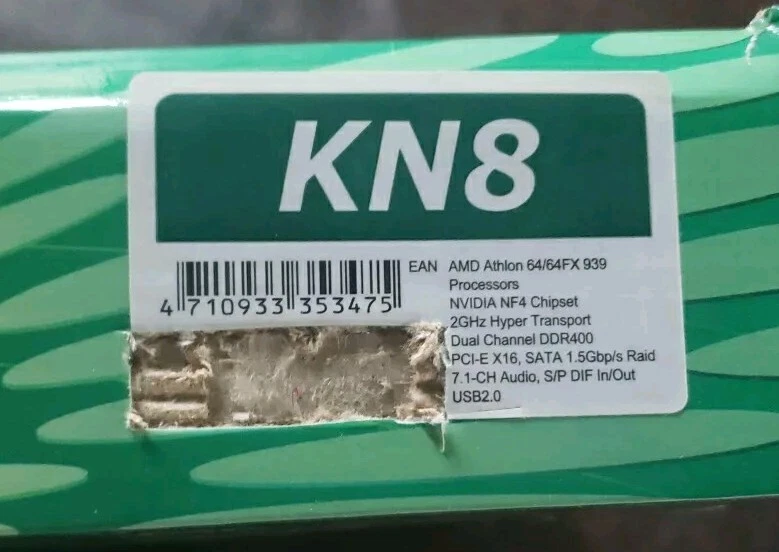 KN8
EAN
4 710933 353475
AMD Athlon 64/64FX 939
Processors
NVIDIA NF4 Chipset
2GHz Hyper Transport
Dual Channel DDR400
PCI-E X16, SATA 1.5Gbp/s Raid
7.1-CH Audio, S/P DIF In/Out
USB2.0